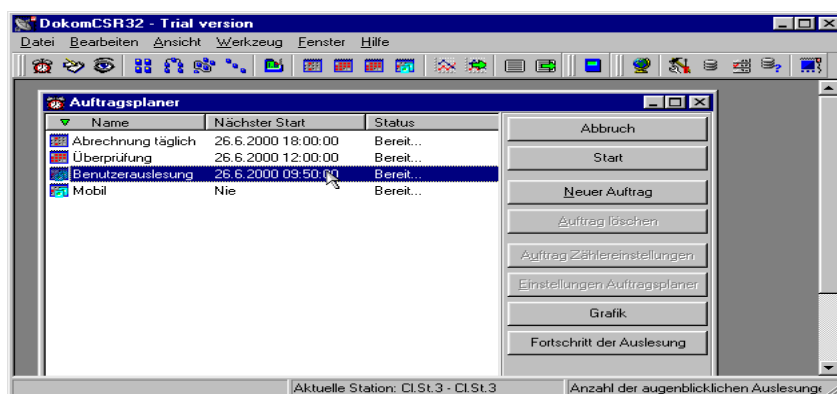 DokomCSR32 - Trial version
Datei Bearbeiten Ansicht Werkzeug Fenster Hilfe
Auftragsplaner
Name Nächster Start Status
Abrechnung täglich 26.6.2000 18:00:00 Bereit...
Überprüfung 26.6.2000 12:00:00 Bereit...
Benutzerauslesung 26.6.2000 09:50:00 Bereit...
Mobil Nie Bereit...
Abbruch
Start
Neuer Auftrag
Auftrag löschen
Auftrag Zählereinstellungen
Einstellungen Auftragsplaner
Grafik
Fortschritt der Auslesung
Aktuelle Station: Cl.St.3 - Cl.St.3 Anzahl der augenblicklichen Auslesunge